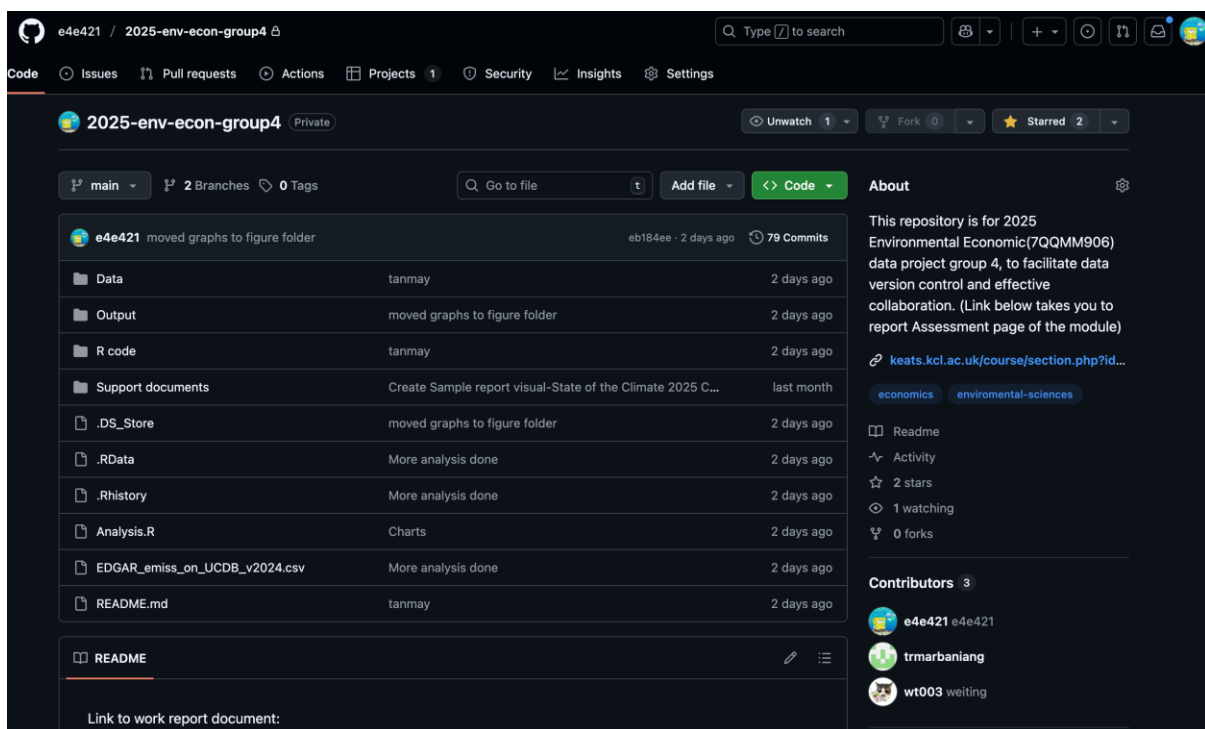 e4e421 / 2025-env-econ-group4
Type / to search
Code Issues Pull requests Actions Projects 1 Security Insights Settings
2025-env-econ-group4 Private
Unwatch 1 Fork 0 Starred 2
main 2 Branches 0 Tags
Go to file t Add file Code
e4e421 moved graphs to figure folder eb184ee · 2 days ago 79 Commits
Data tanmay 2 days ago
Output moved graphs to figure folder 2 days ago
R code tanmay 2 days ago
Support documents Create Sample report visual-State of the Climate 2025 C... last month
.DS_Store moved graphs to figure folder 2 days ago
.RData More analysis done 2 days ago
.Rhistory More analysis done 2 days ago
Analysis.R Charts 2 days ago
EDGAR_emiss_on_UCDB_v2024.csv More analysis done 2 days ago
README.md tanmay 2 days ago
README
Link to work report document:
About
This repository is for 2025
Environmental Economic(7QQMM906)
data project group 4, to facilitate data
version control and effective
collaboration. (Link below takes you to
report Assessment page of the module)
keats.kcl.ac.uk/course/section.php?id...
economics enviromental-sciences
Readme
Activity
2 stars
1 watching
0 forks
Contributors 3
e4e421 e4e421
trmarbaniang
wt003 weiting